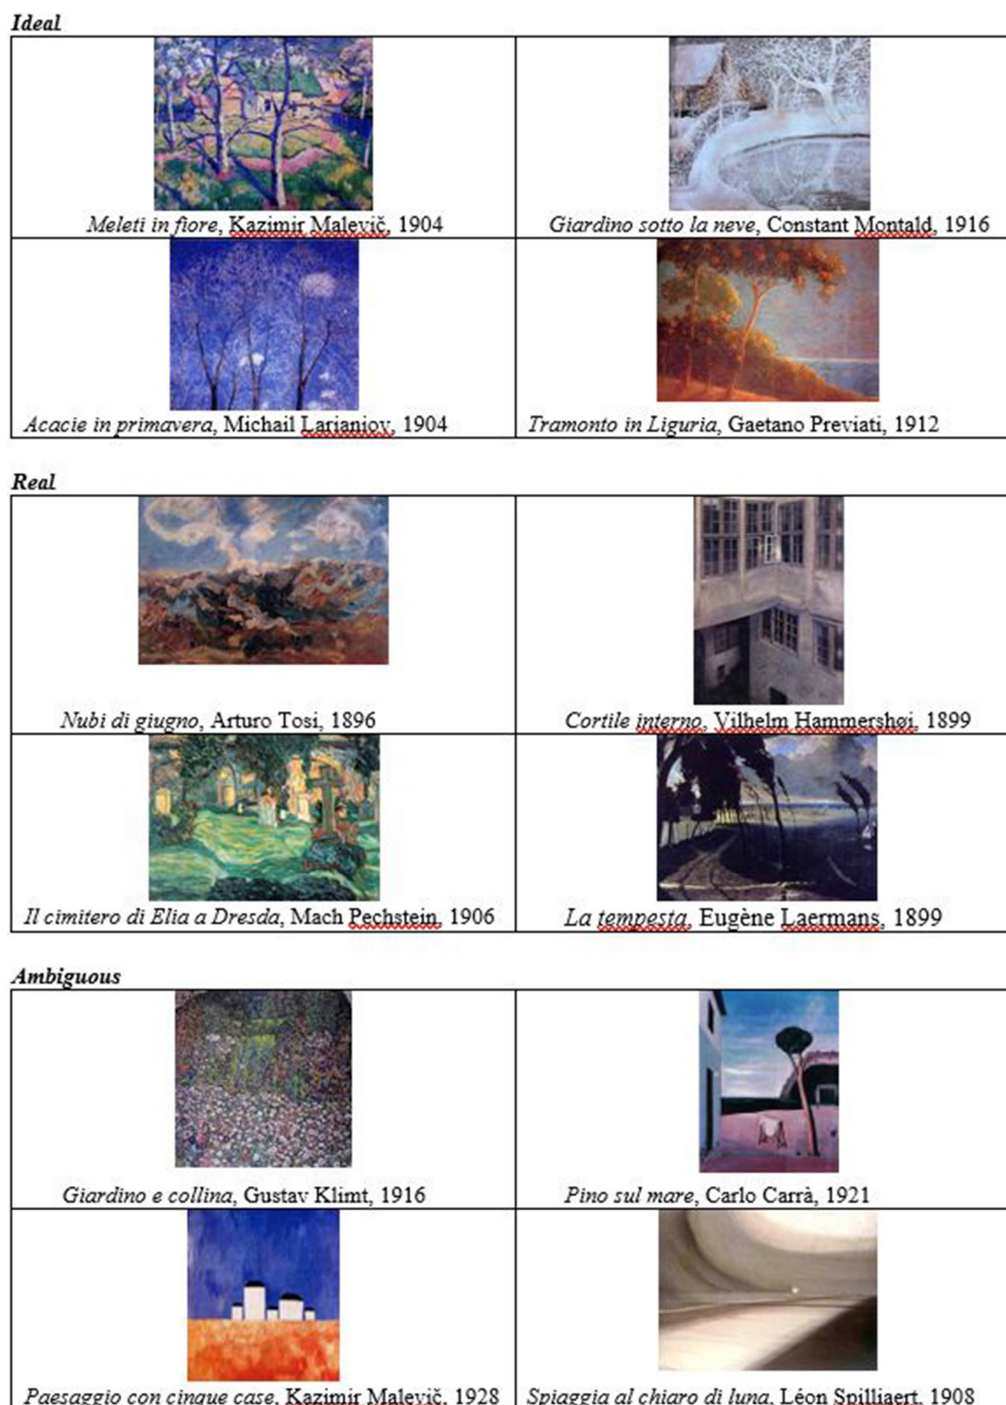 Ideal
Meleti in fiore, Kazimir Malevič, 1904
Giardino sotto la neve, Constant Montald, 1916
Acacie in primavera, Michail Larianiov, 1904
Tramonto in Liguria, Gaetano Previati, 1912
Real
Nubi di giugno, Arturo Tosi, 1896
Cortile interno, Vilhelm Hammershøi, 1899
Il cimitero di Elia a Dresda, Mach Pechstein, 1906
La tempesta, Eugène Laermans, 1899
Ambiguous
Giardino e collina, Gustav Klimt, 1916
Pino sul mare, Carlo Carrà, 1921
Paesaggio con cinque case, Kazimir Malevič, 1928
Spiaggia al chiaro di luna, Léon Spilliaert, 1908